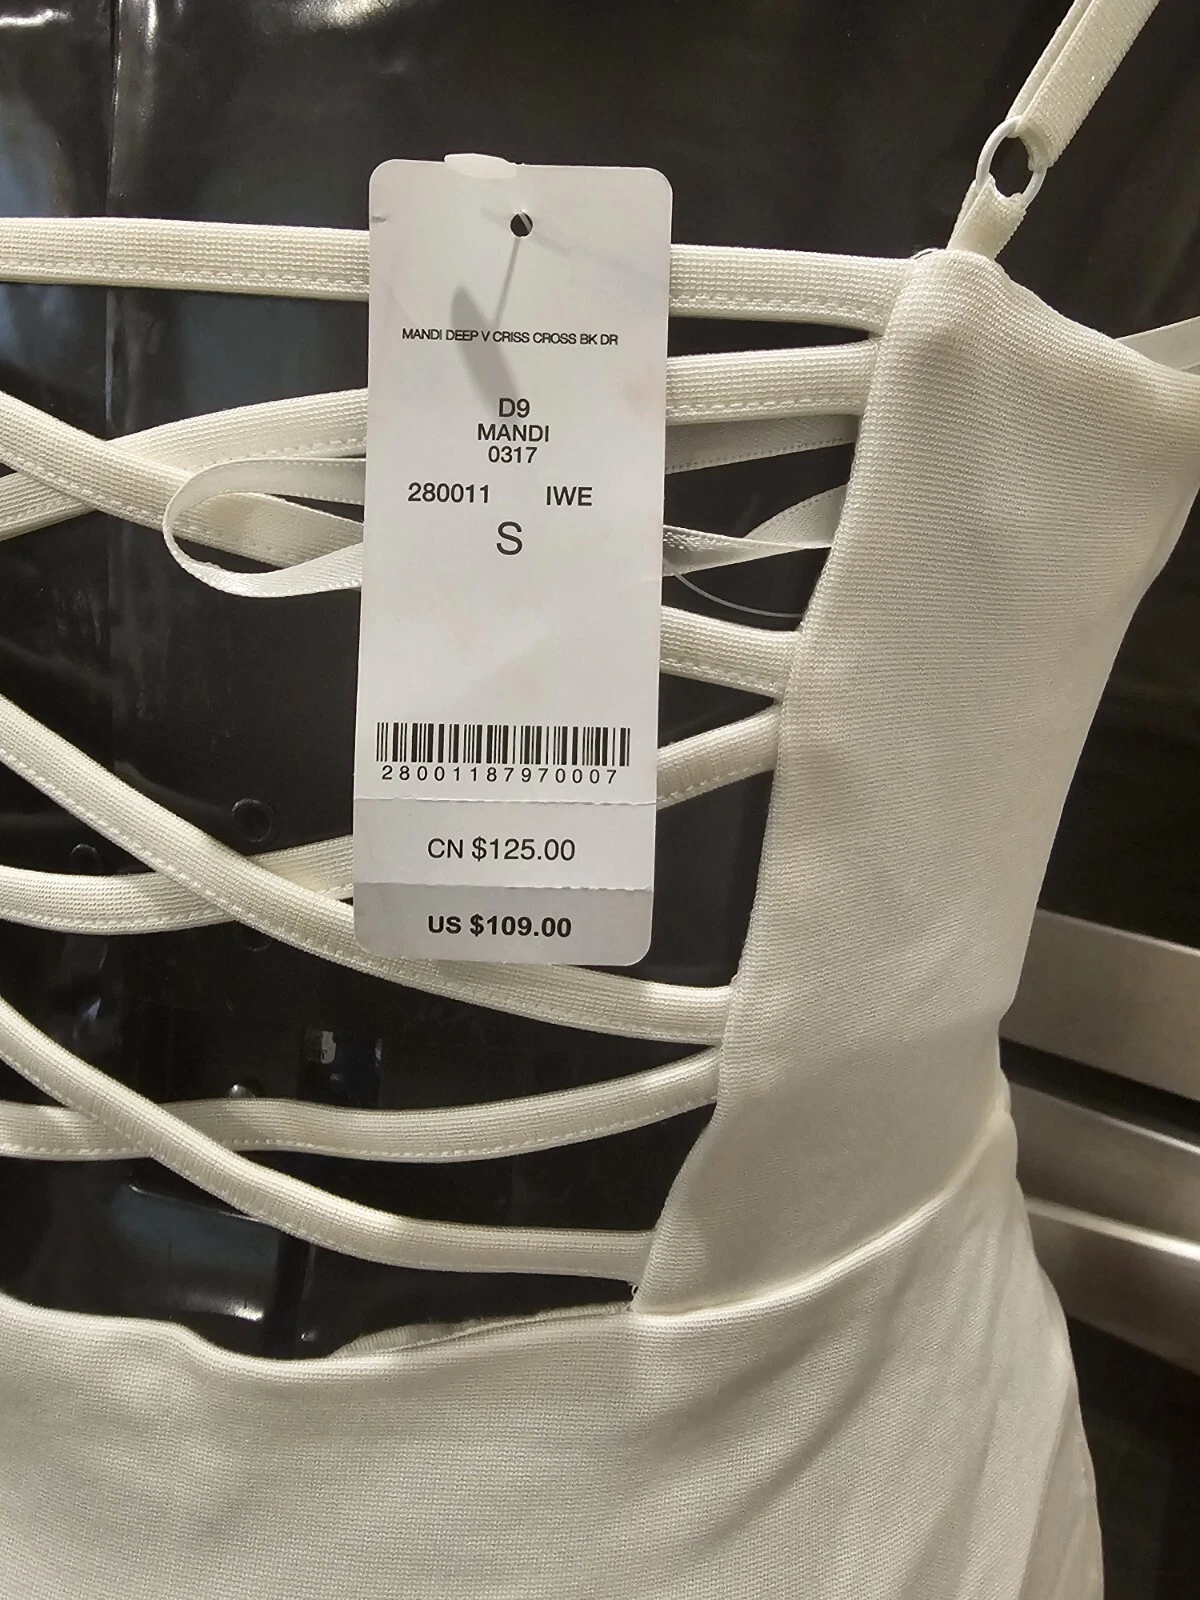 MANDI DEEP V CRISS CROSS BK DR
D9
MANDI
0317
280011 IWE
S
28001187970007
CN $125.00
US $109.00